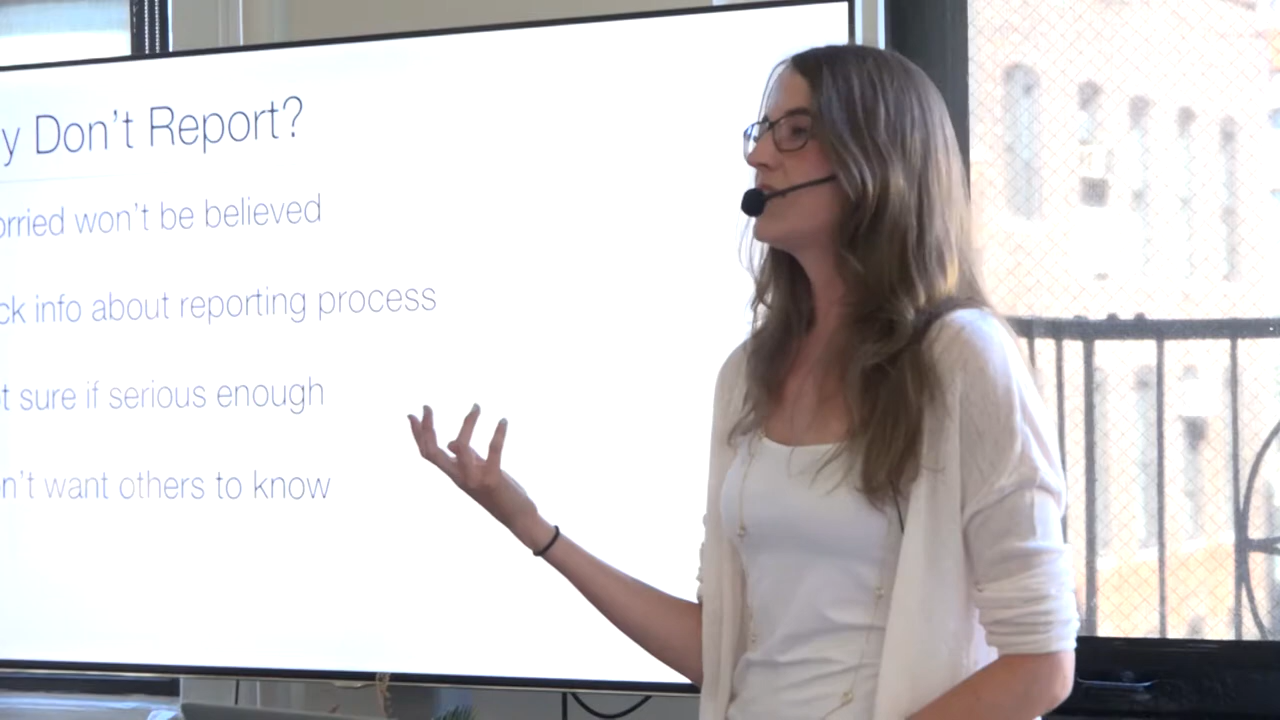 y Don't Report?
orried won't be believed
ck info about reporting process
t sure if serious enough
n't want others to know